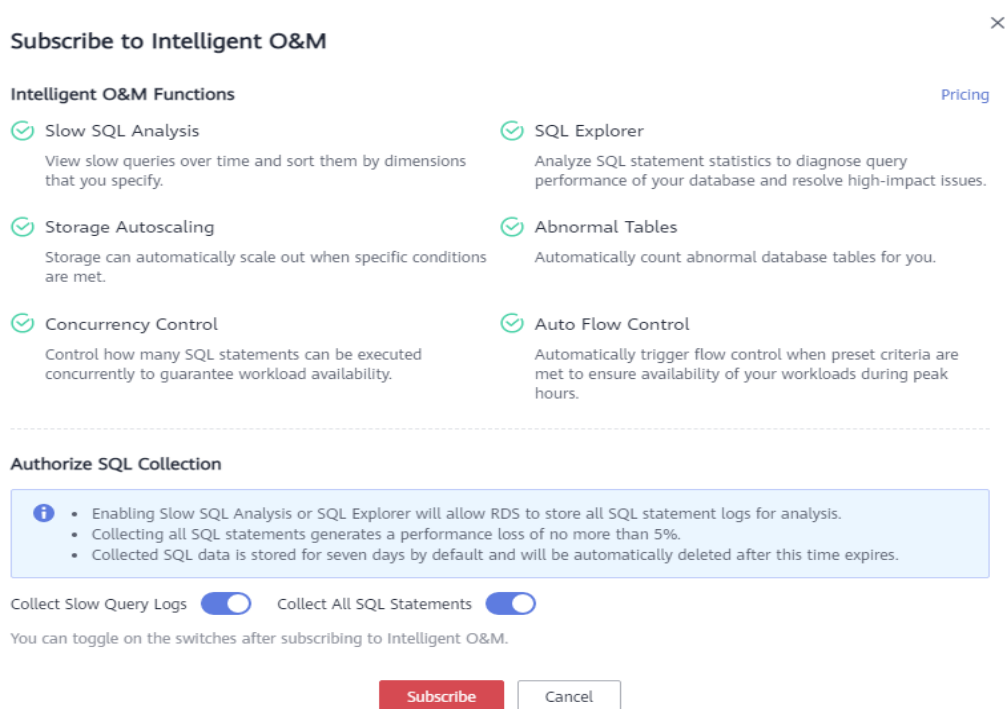 Subscribe to Intelligent O&M
Intelligent O&M Functions
Pricing
Slow SQL Analysis
View slow queries over time and sort them by dimensions
that you specify.
SQL Explorer
Analyze SQL statement statistics to diagnose query
performance of your database and resolve high-impact issues.
Storage Autoscaling
Storage can automatically scale out when specific conditions
are met.
Abnormal Tables
Automatically count abnormal database tables for you.
Concurrency Control
Control how many SQL statements can be executed
concurrently to guarantee workload availability.
Auto Flow Control
Automatically trigger flow control when preset criteria are
met to ensure availability of your workloads during peak
hours.
Authorize SQL Collection
• Enabling Slow SQL Analysis or SQL Explorer will allow RDS to store all SQL statement logs for analysis.
• Collecting all SQL statements generates a performance loss of no more than 5%.
• Collected SQL data is stored for seven days by default and will be automatically deleted after this time expires.
Collect Slow Query Logs
Collect All SQL Statements
You can toggle on the switches after subscribing to Intelligent O&M.
Subscribe
Cancel